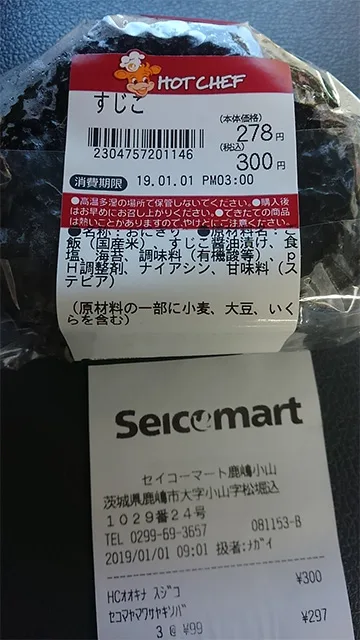 HOT CHEF
すじこ
(本体価格)
278円
(税込)
300円
2304757201146
消費期限 19.01.01 PM03:00
●高温多湿の場所で保管しないでください。●購入後
はお早めにお召し上がりください。●できたての商品
は熱いことがありますので、やけどにご注意ください。
●名称：おにぎり ●原材料名：ご
飯（国産米）、すじこ醤油漬け、食
塩、海苔、調味料（有機酸等）、ｐ
Ｈ調整剤、ナイアシン、甘味料（ス
テビア）
（原材料の一部に小麦、大豆、いく
らを含む）
Seicomart
セイコーマート鹿嶋小山
茨城県鹿嶋市大字小山字松堀込
１０２９番２４号
TEL 0299-69-3657 081153-B
2019/01/01 09:01 扱者:ナガイ
HCオオキナ スジコ ¥300
セコマヤマワサヤキソバ ¥297
3 @ ¥99